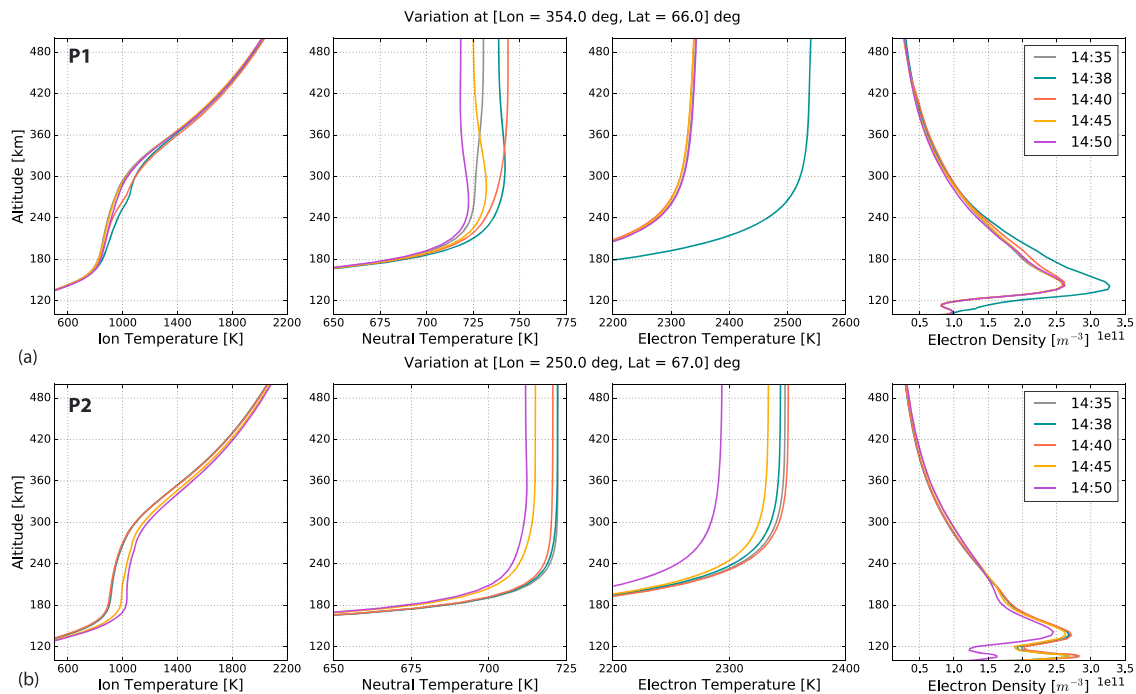 Variation at [Lon = 354.0 deg, Lat = 66.0] deg
P1
Altitude [km]
480
420
360
300
240
180
120
600 1000 1400 1800 2200
Ion Temperature [K]
650 675 700 725 750 775
Neutral Temperature [K]
2200 2300 2400 2500 2600
Electron Temperature [K]
14:35
14:38
14:40
14:45
14:50
0.5 1.0 1.5 2.0 2.5 3.0 3.5
Electron Density [m⁻³] 1e11
(a)
Variation at [Lon = 250.0 deg, Lat = 67.0] deg
P2
Altitude [km]
480
420
360
300
240
180
120
600 1000 1400 1800 2200
Ion Temperature [K]
650 675 700 725
Neutral Temperature [K]
2200 2300 2400
Electron Temperature [K]
14:35
14:38
14:40
14:45
14:50
0.5 1.0 1.5 2.0 2.5 3.0 3.5
Electron Density [m⁻³] 1e11
(b)